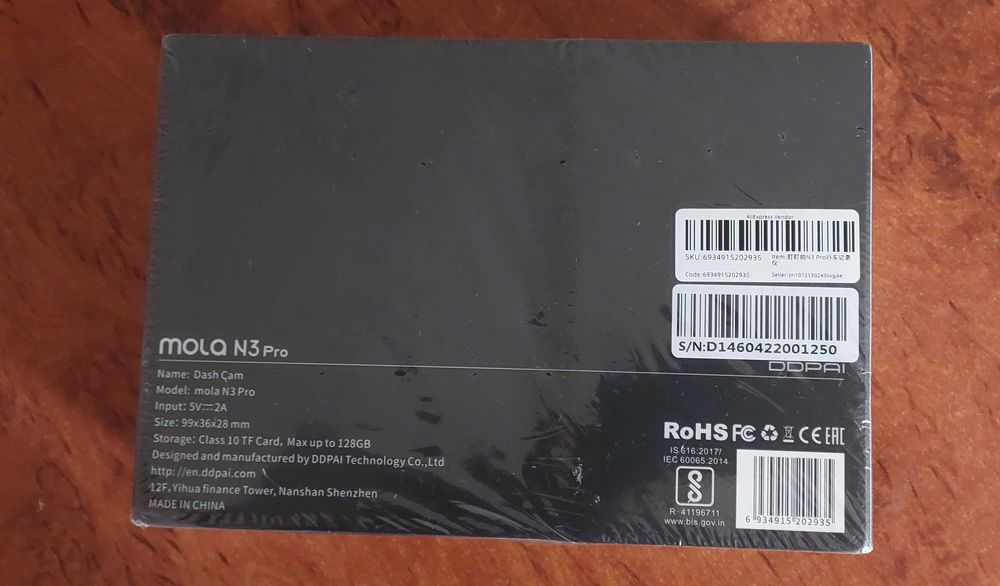 AliExpress Vendor
SKU:6934915202935 Item:盯盯拍N3 Pro行车记录仪
Code:6934915202935 Seller:cn1072130240sxgae
S/N:D1460422001250
DDPAI
mola N3 Pro
Name: Dash Cam
Model: mola N3 Pro
Input: 5V⎓2A
Size: 99x36x28 mm
Storage: Class 10 TF Card, Max up to 128GB
Designed and manufactured by DDPAI Technology Co.,Ltd
http://en.ddpai.com
12F, Yihua finance Tower, Nanshan Shenzhen
MADE IN CHINA
RoHS FC CE EAC
IS 616:2017/
IEC 60065:2014
R-41196711
www.bis.gov.in
6 934915 202935